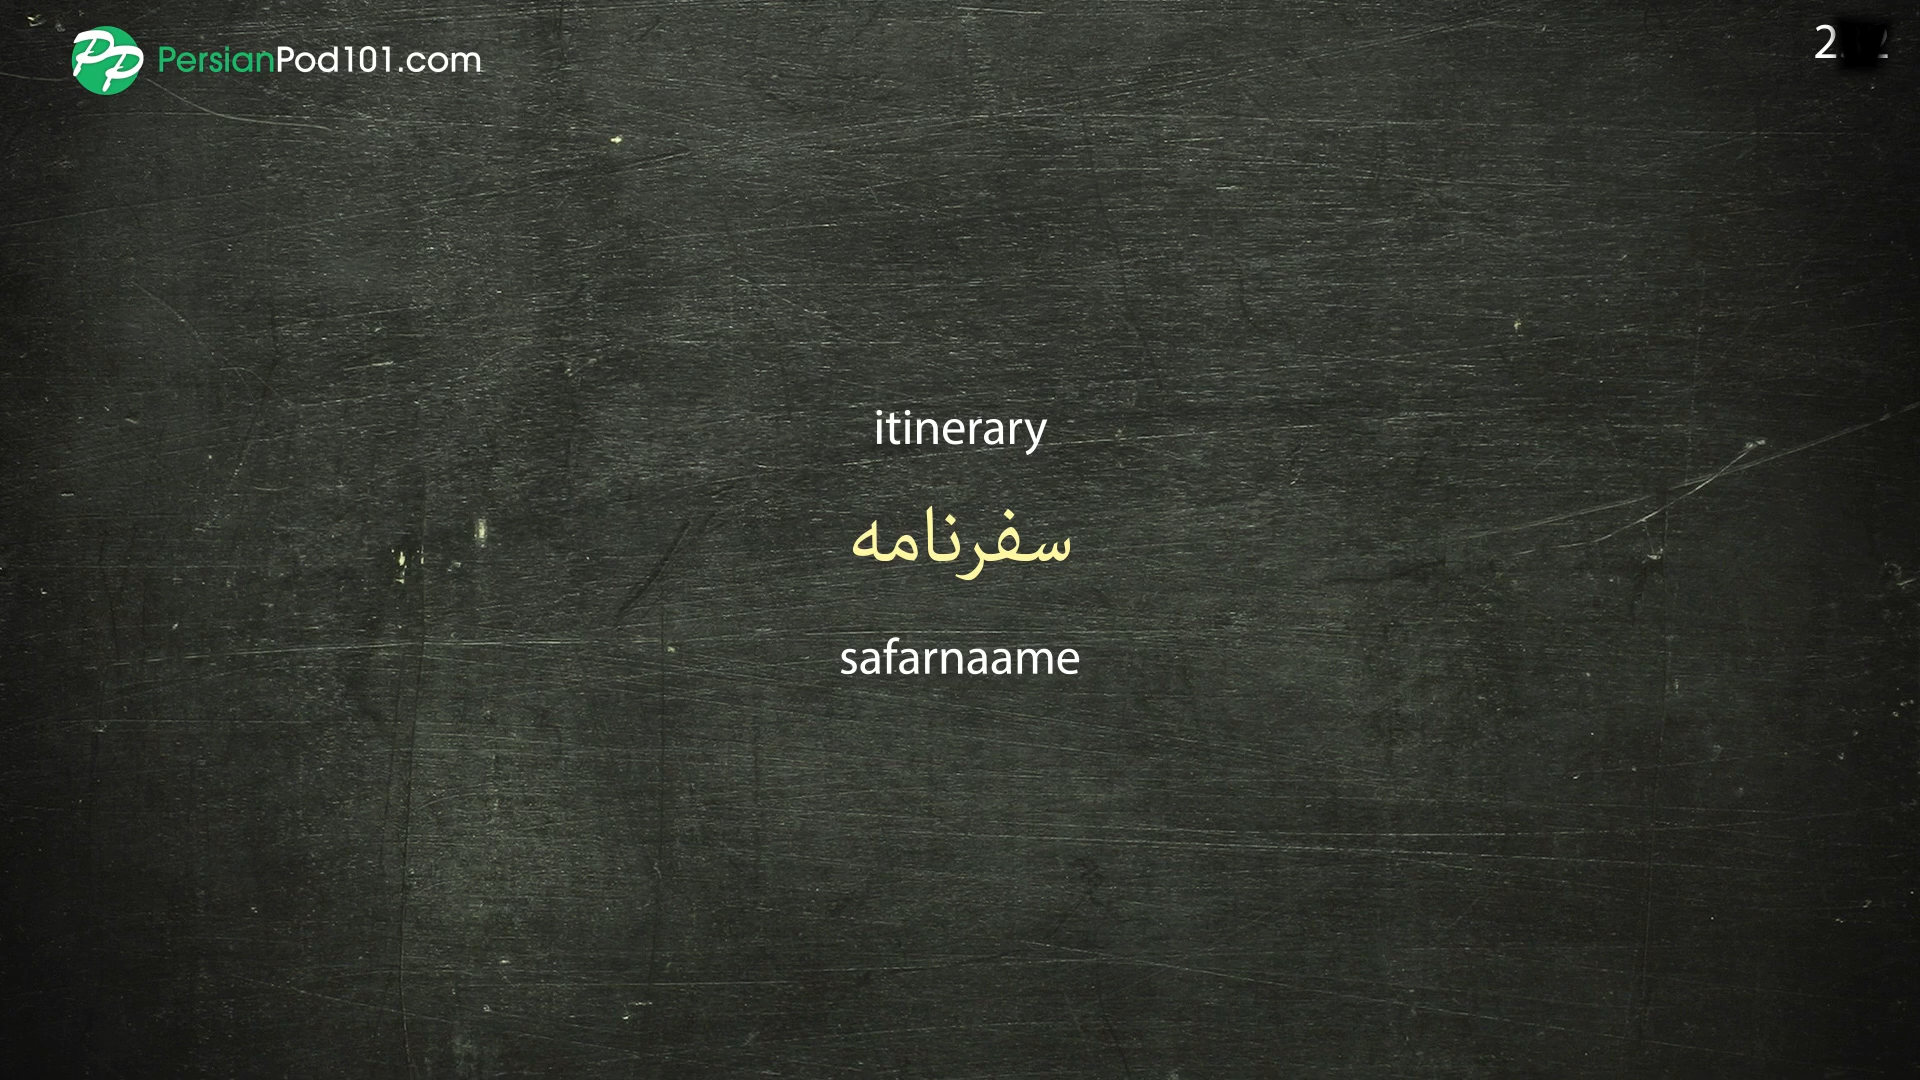 PersianPod101.com
itinerary
سفرنامه
safarnaame